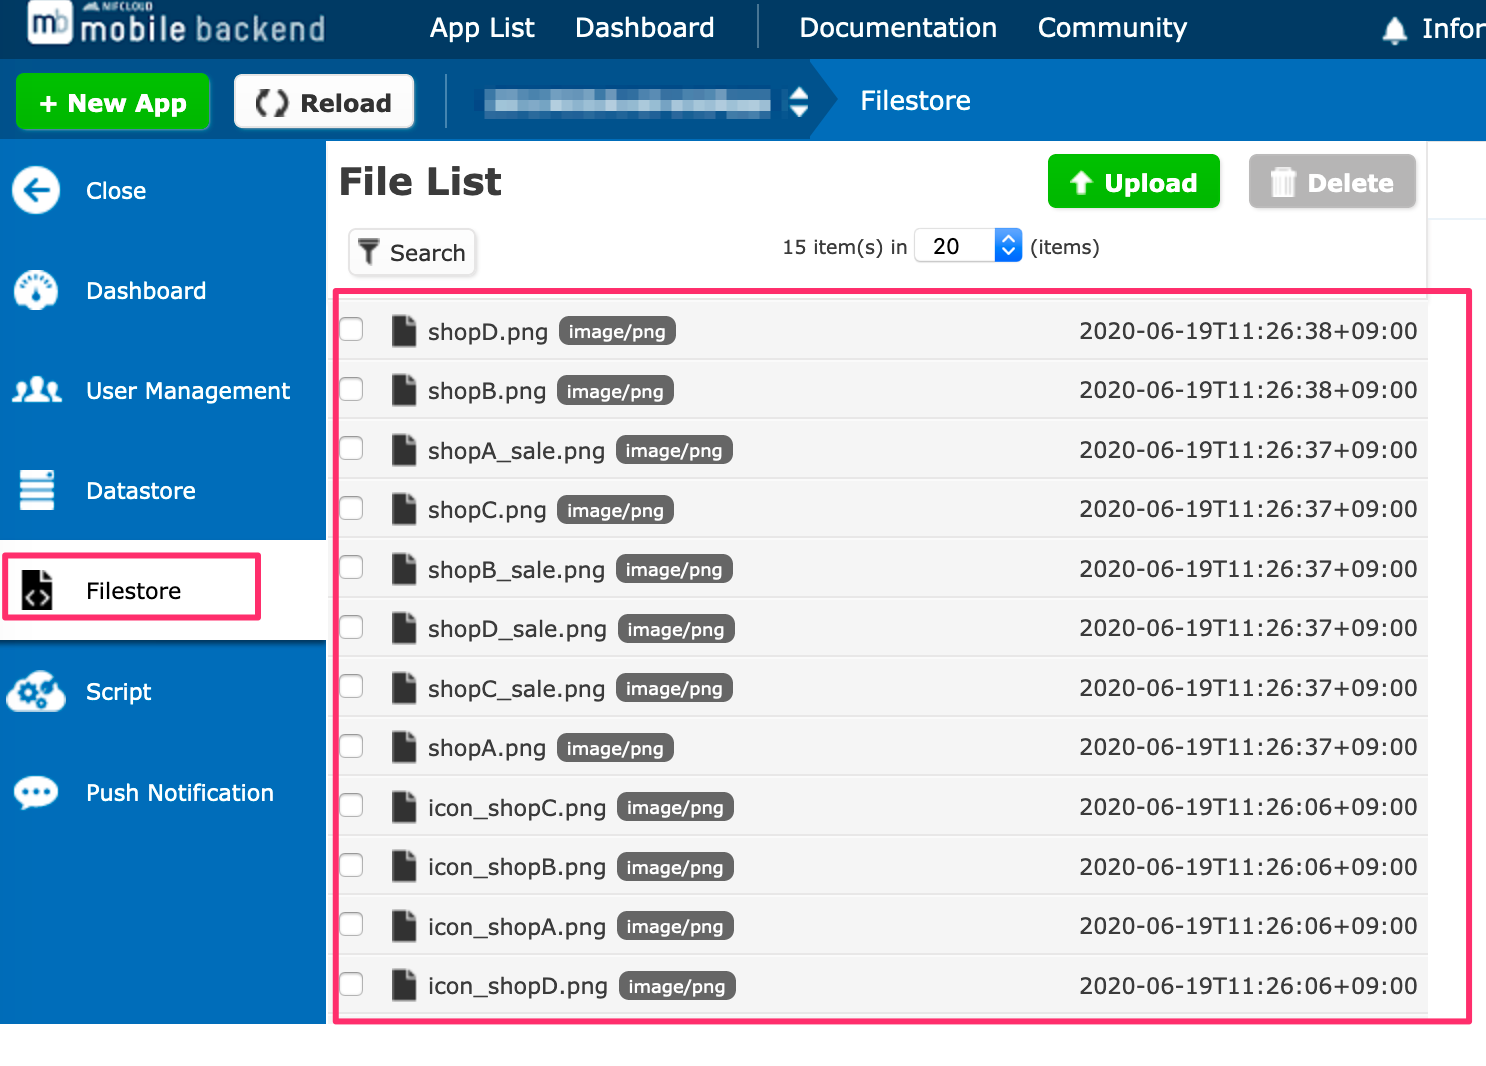 NIFCLOUD
mb mobile backend App List Dashboard Documentation Community Infor
+ New App Reload Filestore
Close
Dashboard
User Management
Datastore
Filestore
Script
Push Notification
File List Upload Delete
Search 15 item(s) in 20 (items)
shopD.png image/png 2020-06-19T11:26:38+09:00
shopB.png image/png 2020-06-19T11:26:38+09:00
shopA_sale.png image/png 2020-06-19T11:26:37+09:00
shopC.png image/png 2020-06-19T11:26:37+09:00
shopB_sale.png image/png 2020-06-19T11:26:37+09:00
shopD_sale.png image/png 2020-06-19T11:26:37+09:00
shopC_sale.png image/png 2020-06-19T11:26:37+09:00
shopA.png image/png 2020-06-19T11:26:37+09:00
icon_shopC.png image/png 2020-06-19T11:26:06+09:00
icon_shopB.png image/png 2020-06-19T11:26:06+09:00
icon_shopA.png image/png 2020-06-19T11:26:06+09:00
icon_shopD.png image/png 2020-06-19T11:26:06+09:00